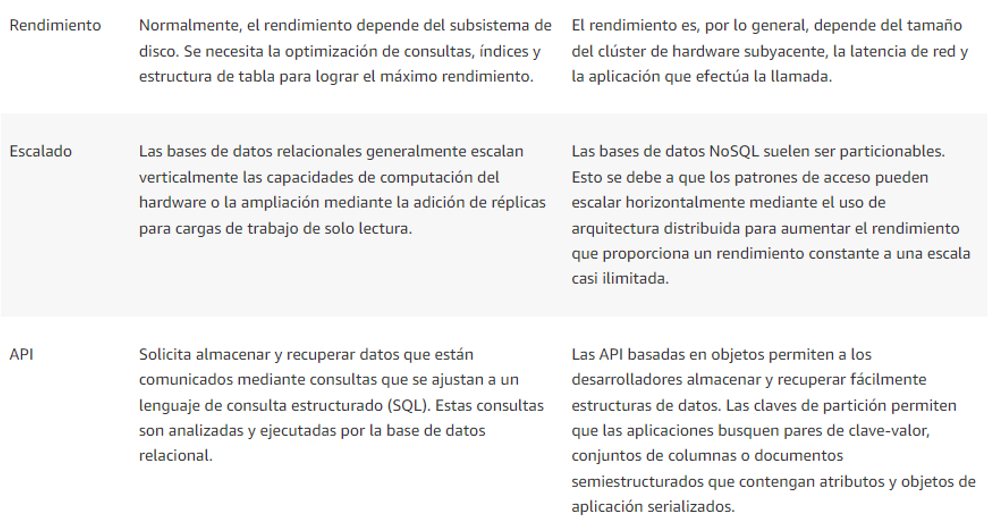 Rendimiento
Normalmente, el rendimiento depende del subsistema de
disco. Se necesita la optimización de consultas, índices y
estructura de tabla para lograr el máximo rendimiento.
El rendimiento es, por lo general, depende del tamaño
del clúster de hardware subyacente, la latencia de red y
la aplicación que efectúa la llamada.
Escalado
Las bases de datos relacionales generalmente escalan
verticalmente las capacidades de computación del
hardware o la ampliación mediante la adición de réplicas
para cargas de trabajo de solo lectura.
Las bases de datos NoSQL suelen ser particionables.
Esto se debe a que los patrones de acceso pueden
escalar horizontalmente mediante el uso de
arquitectura distribuida para aumentar el rendimiento
que proporciona un rendimiento constante a una escala
casi ilimitada.
API
Solicita almacenar y recuperar datos que están
comunicados mediante consultas que se ajustan a un
lenguaje de consulta estructurado (SQL). Estas consultas
son analizadas y ejecutadas por la base de datos
relacional.
Las API basadas en objetos permiten a los
desarrolladores almacenar y recuperar fácilmente
estructuras de datos. Las claves de partición permiten
que las aplicaciones busquen pares de clave-valor,
conjuntos de columnas o documentos
semiestructurados que contengan atributos y objetos de
aplicación serializados.